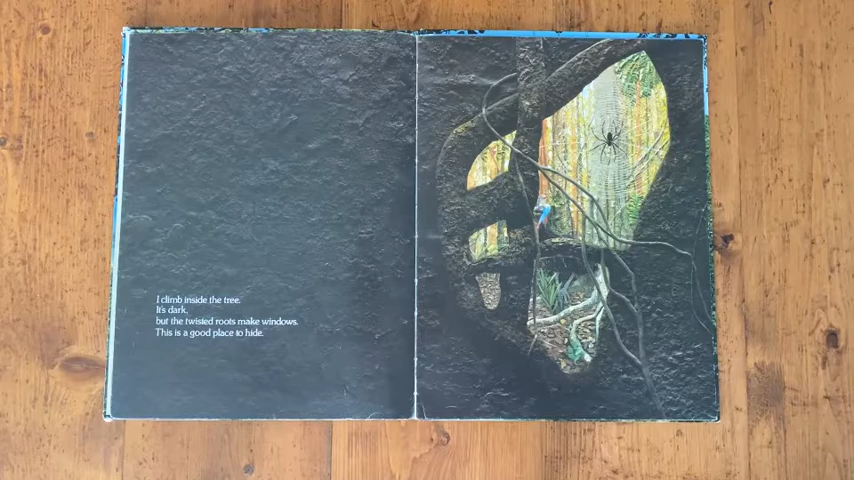 I climb inside the tree.
It's dark,
but the twisted roots make windows.
This is a good place to hide.